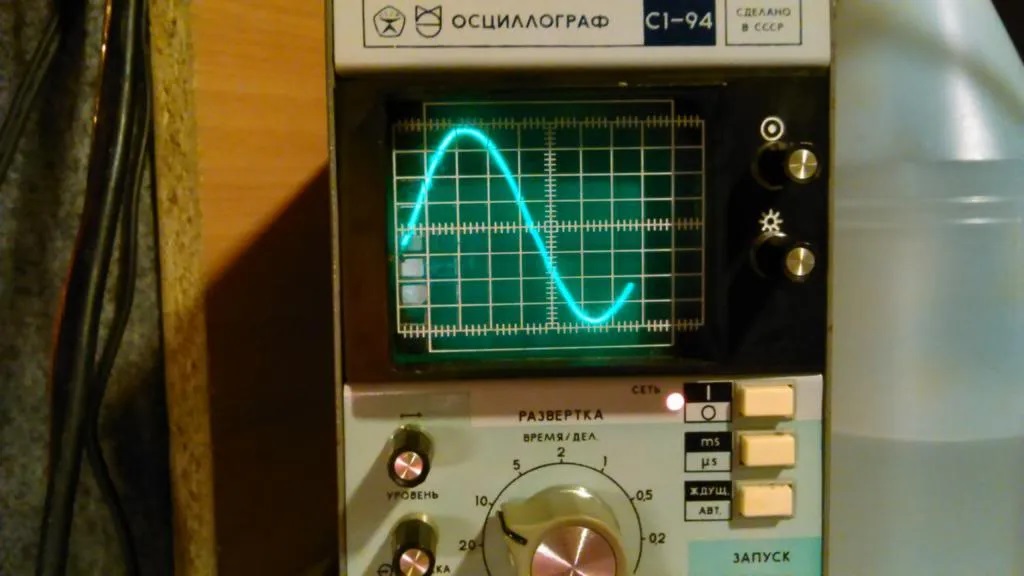 ОСЦИЛЛОГРАФ
С1-94
СДЕЛАНО
В СССР
СЕТЬ
I
O
РАЗВЕРТКА
ВРЕМЯ/ДЕЛ.
ms
µs
5
2
1
УРОВЕНЬ
10
0,5
ЖДУЩ.
АВТ.
20
0,2
ЗАПУСК